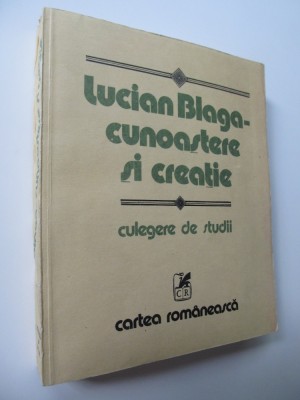 Lucian Blaga-
cunoaștere
și creație
culegere de studii
CR
cartea românească